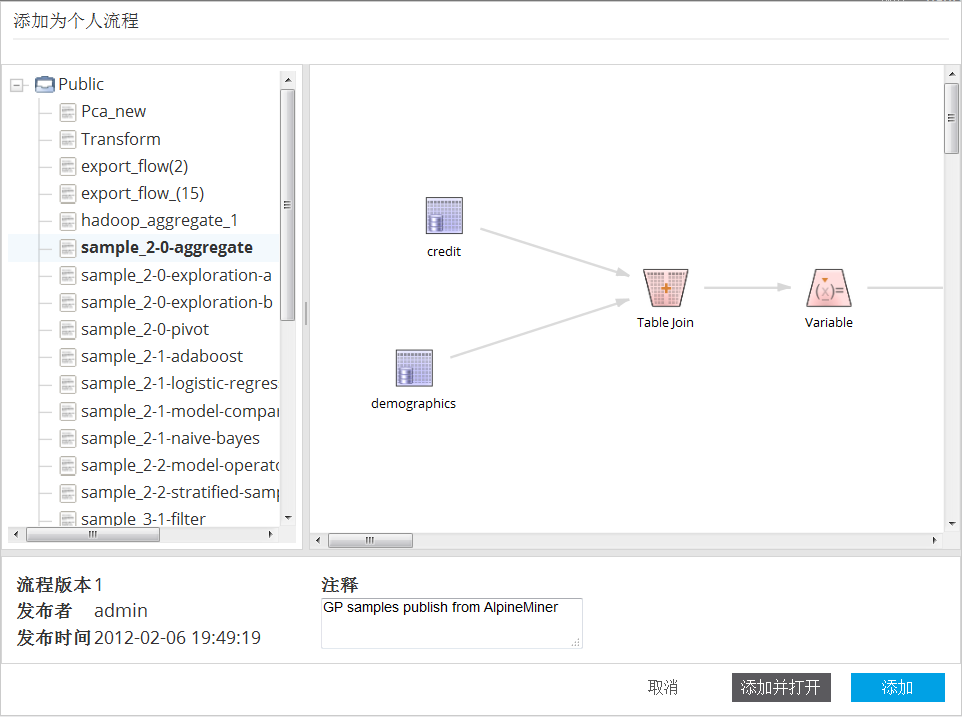 添加为个人流程
Public
Pca_new
Transform
export_flow(2)
export_flow_(15)
hadoop_aggregate_1
sample_2-0-aggregate
sample_2-0-exploration-a
sample_2-0-exploration-b
sample_2-0-pivot
sample_2-1-adaboost
sample_2-1-logistic-regres
sample_2-1-model-compar
sample_2-1-naive-bayes
sample_2-2-model-operato
sample_2-2-stratified-samp
sample_3-1-filter
credit
demographics
Table Join
(x)=
Variable
流程版本 1
发布者 admin
发布时间 2012-02-06 19:49:19
注释
GP samples publish from AlpineMiner
取消
添加并打开
添加